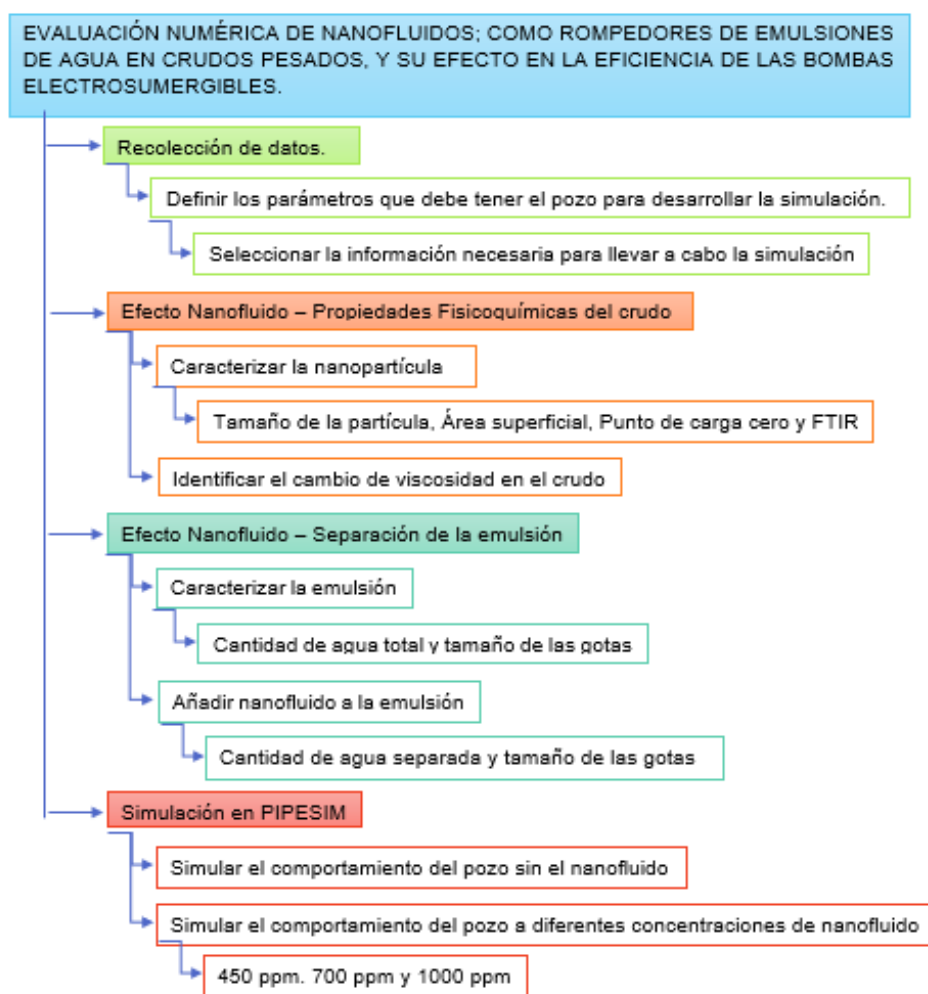 EVALUACIÓN NUMÉRICA DE NANOFLUIDOS; COMO ROMPEDORES DE EMULSIONES
DE AGUA EN CRUDOS PESADOS, Y SU EFECTO EN LA EFICIENCIA DE LAS BOMBAS
ELECTROSUMERGIBLES.
Recolección de datos.
Definir los parámetros que debe tener el pozo para desarrollar la simulación.
Seleccionar la información necesaria para llevar a cabo la simulación
Efecto Nanofluido – Propiedades Fisicoquímicas del crudo
Caracterizar la nanopartícula
Tamaño de la partícula, Área superficial, Punto de carga cero y FTIR
Identificar el cambio de viscosidad en el crudo
Efecto Nanofluido – Separación de la emulsión
Caracterizar la emulsión
Cantidad de agua total y tamaño de las gotas
Añadir nanofluido a la emulsión
Cantidad de agua separada y tamaño de las gotas
Simulación en PIPESIM
Simular el comportamiento del pozo sin el nanofluido
Simular el comportamiento del pozo a diferentes concentraciones de nanofluido
450 ppm. 700 ppm y 1000 ppm